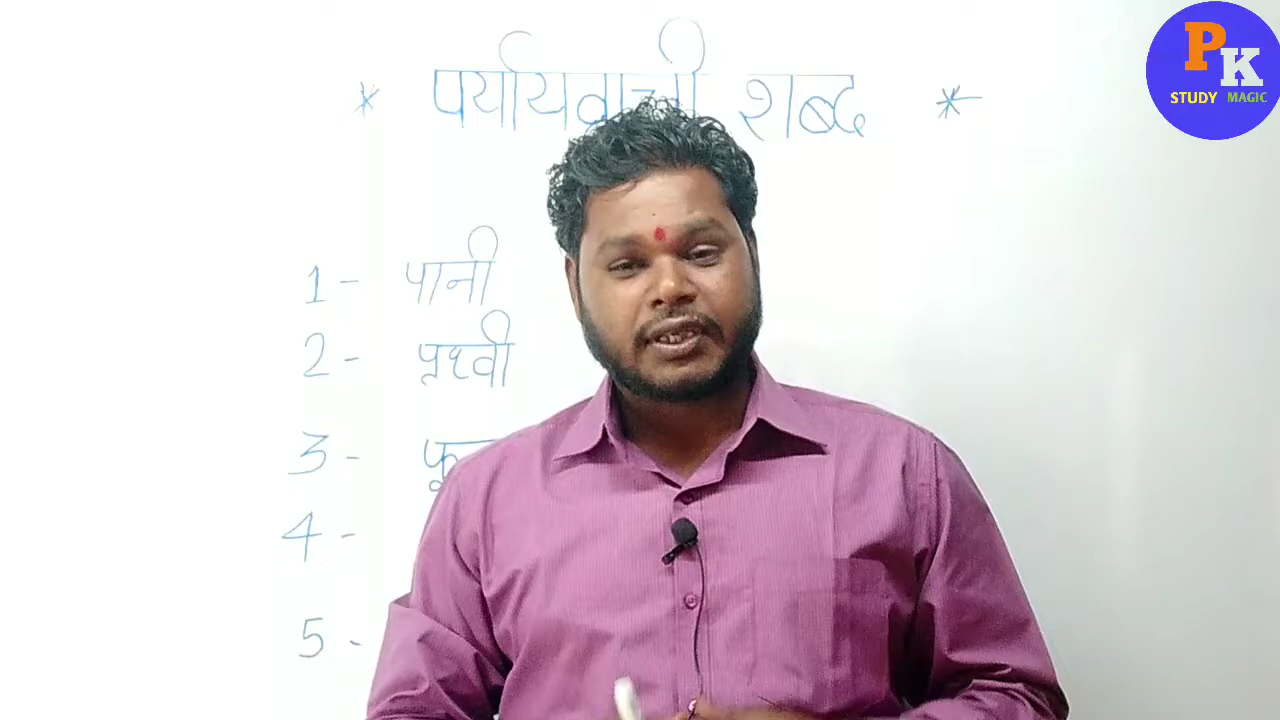 * पर्यायवाची शब्द *
PK
STUDY MAGIC
1 - पानी
2 - पृथ्वी
3 -
4 -
5 -